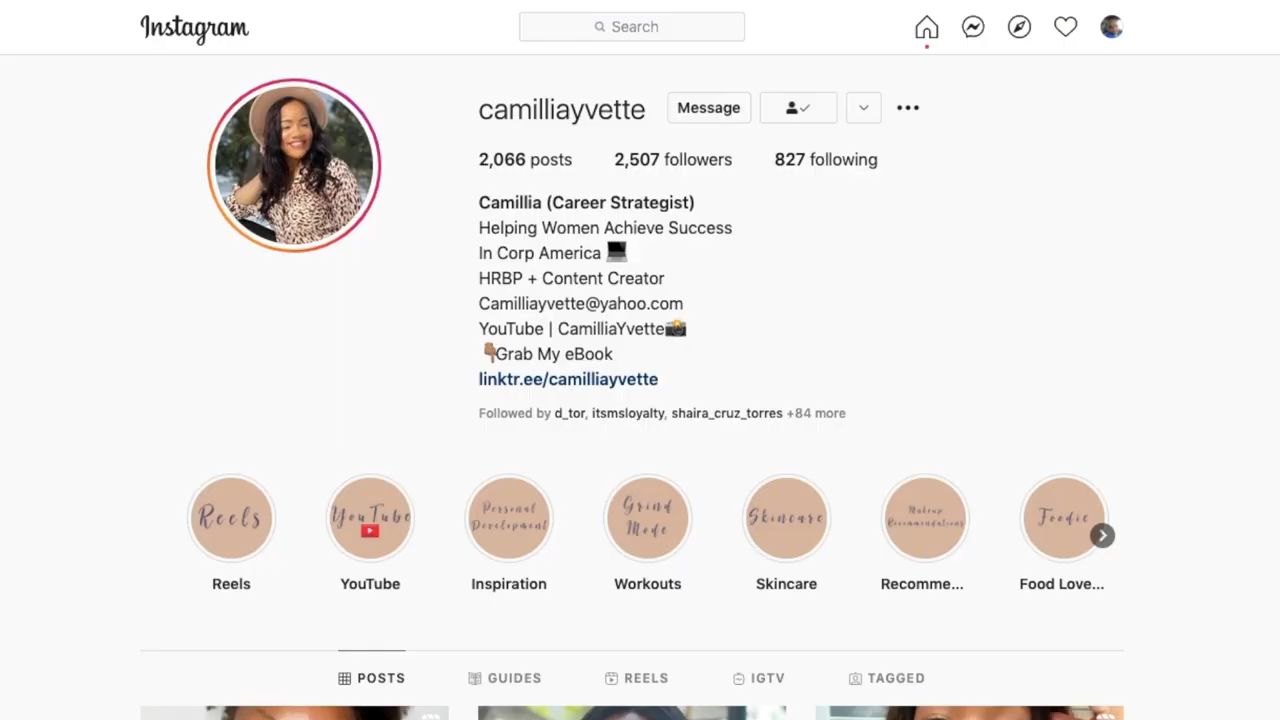 Instagram
Search
camilliayvette
Message
2,066 posts
2,507 followers
827 following
Camillia (Career Strategist)
Helping Women Achieve Success
In Corp America 💻
HRBP + Content Creator
Camilliayvette@yahoo.com
YouTube | CamilliaYvette📸
👇🏽Grab My eBook
linktr.ee/camilliayvette
Followed by d_tor, itsmsloyalty, shaira_cruz_torres +84 more
Reels
YouTube
Personal
Development
Grind
Mode
Skincare
Makeup
Recommendations
Foodie
Reels
YouTube
Inspiration
Workouts
Skincare
Recomme...
Food Love...
POSTS
GUIDES
REELS
IGTV
TAGGED